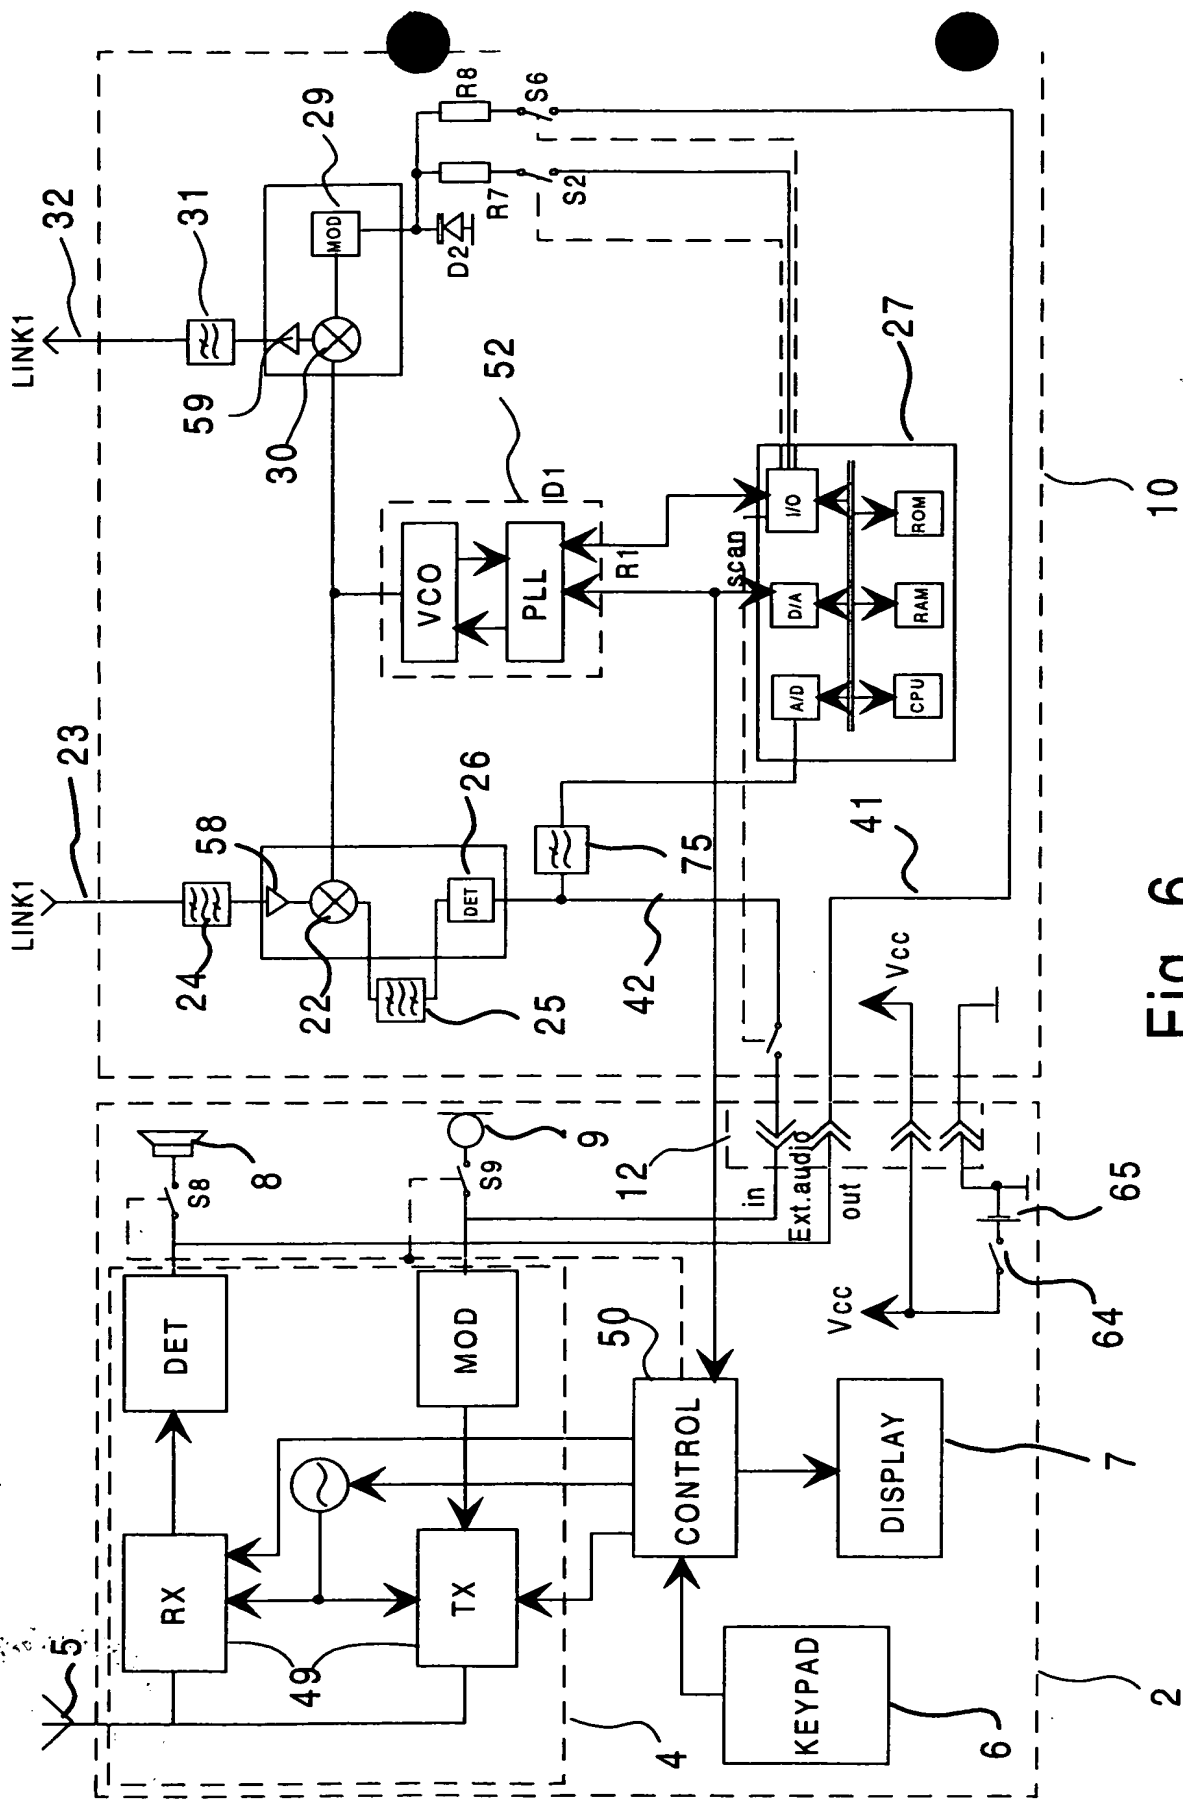 LINK1
32
31
29
59
30
MOD
D2
R7
R8
S2
S6
LINK1
23
24
58
22
25
26
DET
52
VCO
PLL
ID1
R1
scan
27
A/D
D/A
I/O
CPU
RAM
ROM
75
42
41
Vcc
10
5
RX
DET
S8
8
49
TX
MOD
S9
9
4
50
CONTROL
12
in
Ext.audio
out
KEYPAD
6
DISPLAY
7
Vcc
64
65
2
Fig. 6